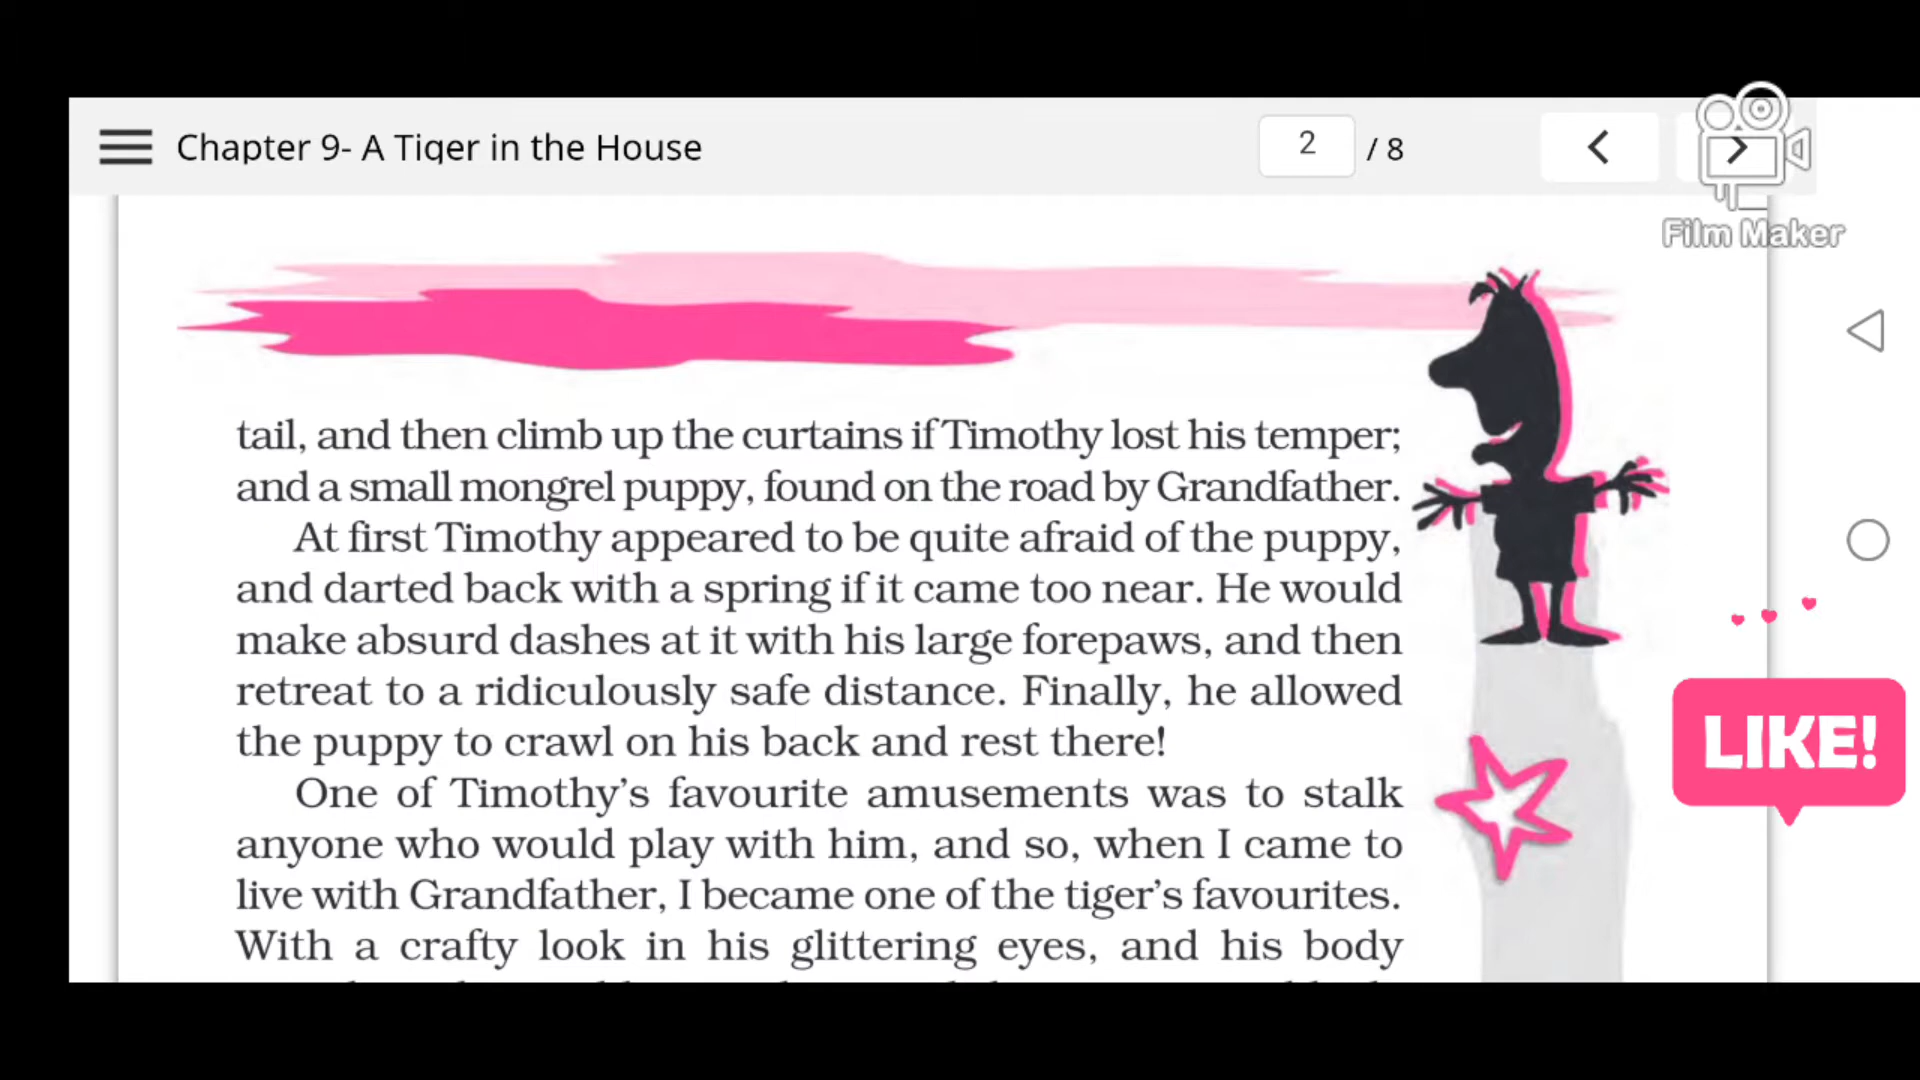 Chapter 9- A Tiger in the House
2 / 8
Film Maker
tail, and then climb up the curtains if Timothy lost his temper;
and a small mongrel puppy, found on the road by Grandfather.
At first Timothy appeared to be quite afraid of the puppy,
and darted back with a spring if it came too near. He would
make absurd dashes at it with his large forepaws, and then
retreat to a ridiculously safe distance. Finally, he allowed
the puppy to crawl on his back and rest there!
LIKE!
One of Timothy’s favourite amusements was to stalk
anyone who would play with him, and so, when I came to
live with Grandfather, I became one of the tiger’s favourites.
With a crafty look in his glittering eyes, and his body